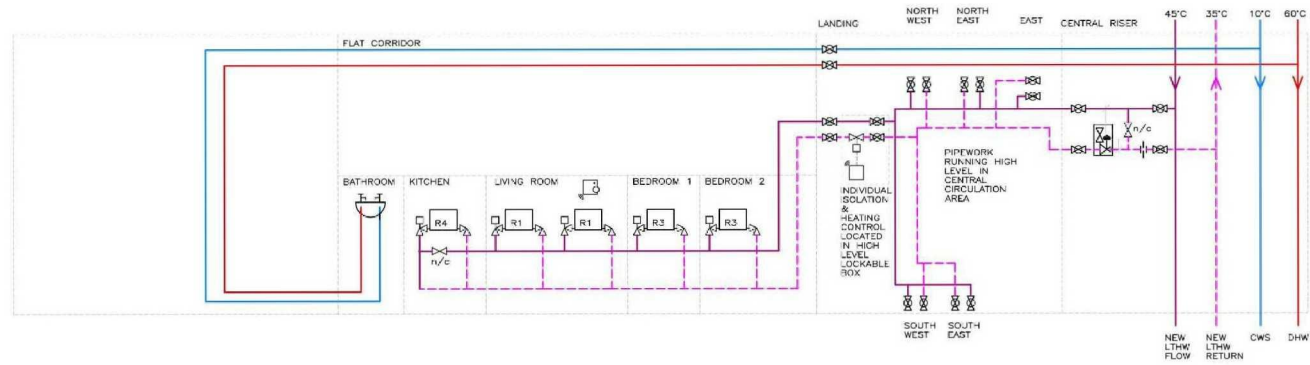 NORTH
WEST
NORTH
EAST
EAST
LANDING
CENTRAL RISER
45°C
35°C
10°C
60°C
FLAT CORRIDOR
n/c
PIPEWORK
RUNNING HIGH
LEVEL IN
CENTRAL
CIRCULATION
AREA
BATHROOM
KITCHEN
LIVING ROOM
BEDROOM 1
BEDROOM 2
INDIVIDUAL
ISOLATION
&
HEATING
CONTROL
LOCATED
IN HIGH
LEVEL
LOCKABLE
BOX
R4
R1
R1
R3
R3
n/c
SOUTH
WEST
SOUTH
EAST
NEW
LTHW
FLOW
NEW
LTHW
RETURN
CWS
DHW